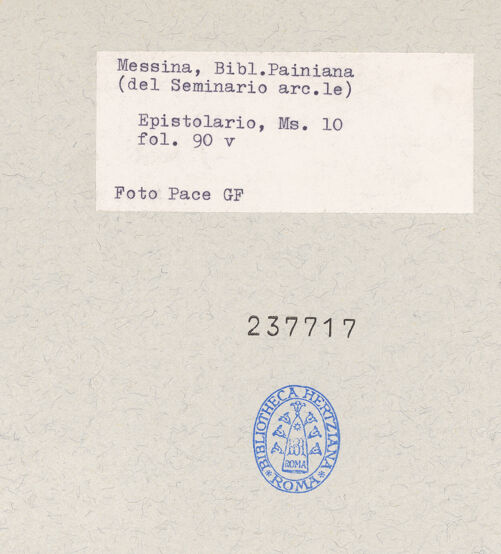 Messina, Bibl.Painiana
(del Seminario arc.le)
Epistolario, Ms. 10
fol. 90 v
Foto Pace GF
237717
BIBLIOTHECA HERTZIANA
ROMA
*ROMA*